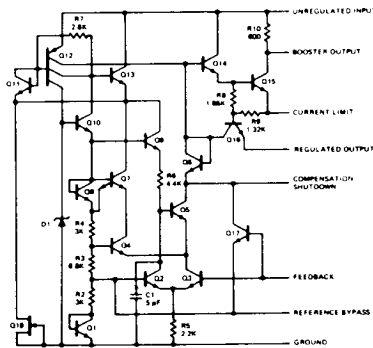 R7
2.8K
UNREGULATED INPUT
R10
600
Q12
Q14
BOOSTER OUTPUT
Q11
Q13
Q15
R8
1.88K
CURRENT LIMIT
R9
1.32K
Q10
Q9
Q16
REGULATED OUTPUT
Q6
R6
4.4K
COMPENSATION
SHUTDOWN
Q8
Q7
Q5
R4
3K
Q17
D1
Q4
R3
6.8K
FEEDBACK
Q2
Q3
R2
3K
C1
5 pF
REFERENCE BYPASS
Q18
Q1
R5
2.2K
GROUND